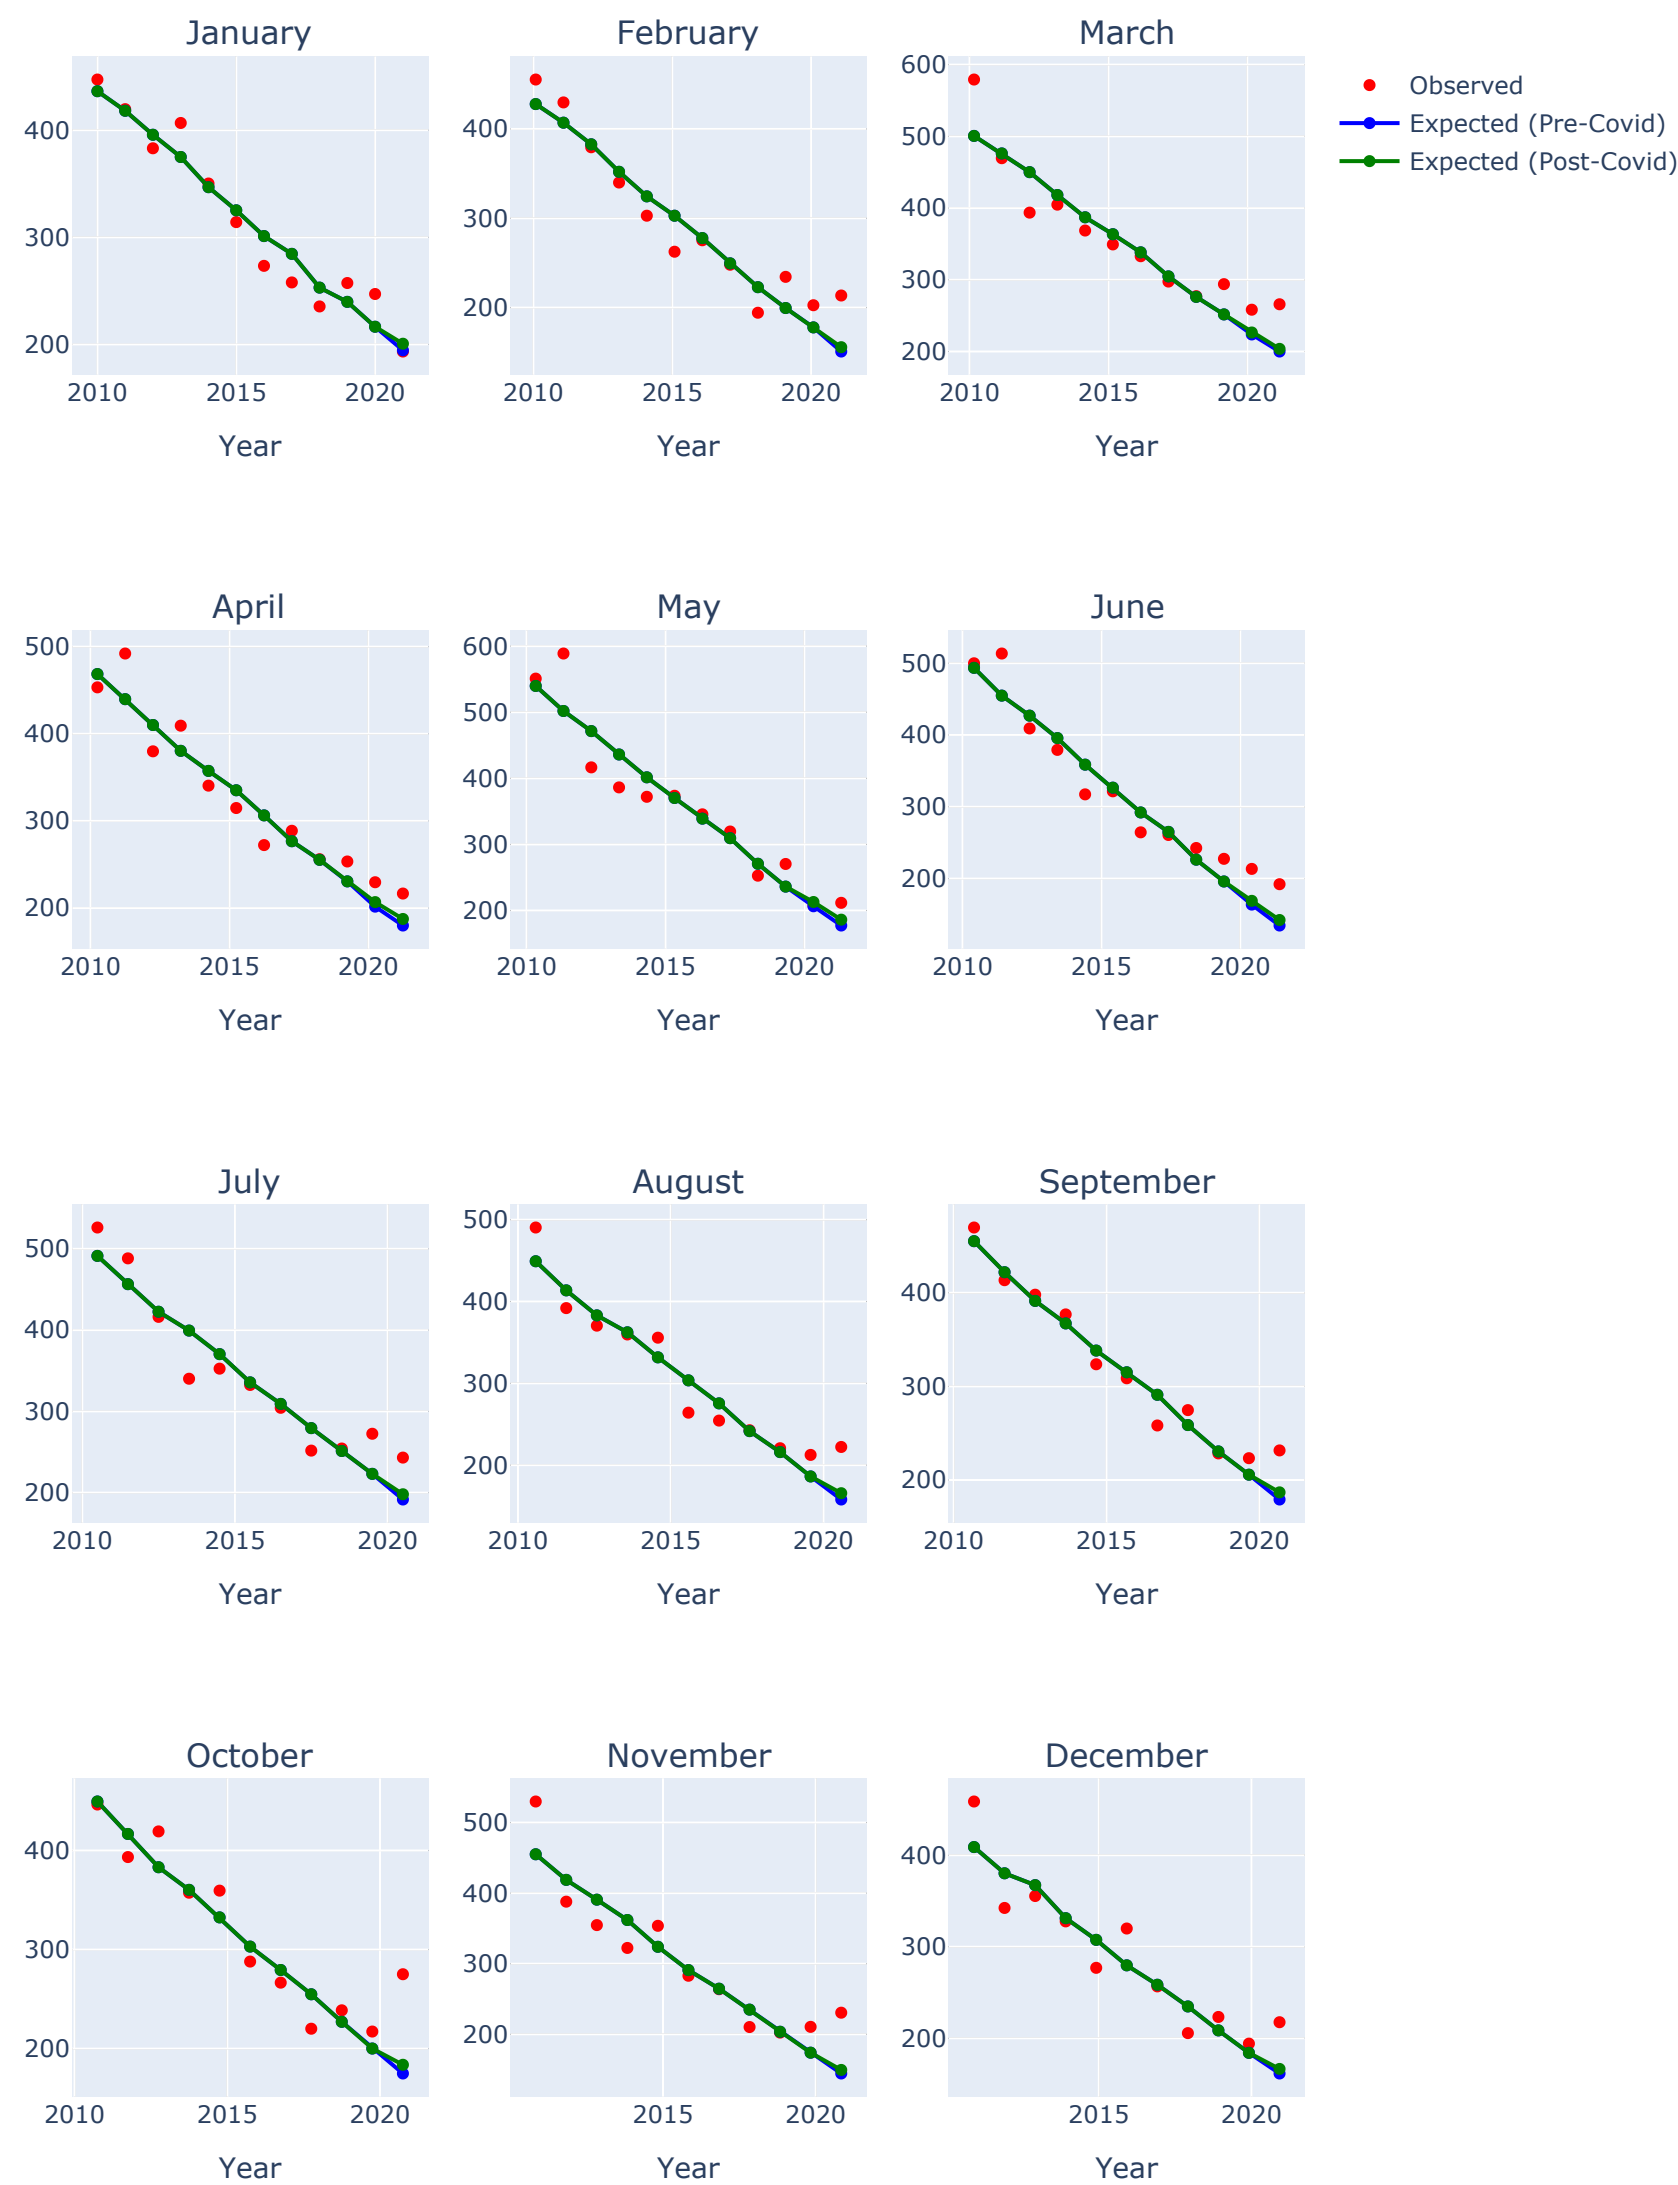 January
February
March
Observed
Expected (Pre-Covid)
Expected (Post-Covid)
400
300
200
2010
2015
2020
Year
400
300
200
2010
2015
2020
Year
600
500
400
300
200
2010
2015
2020
Year
April
May
June
500
400
300
200
2010
2015
2020
Year
600
500
400
300
200
2010
2015
2020
Year
500
400
300
200
2010
2015
2020
Year
July
August
September
500
400
300
200
2010
2015
2020
Year
500
400
300
200
2010
2015
2020
Year
400
300
200
2010
2015
2020
Year
October
November
December
400
300
200
2010
2015
2020
Year
500
400
300
200
2015
2020
Year
400
300
200
2015
2020
Year